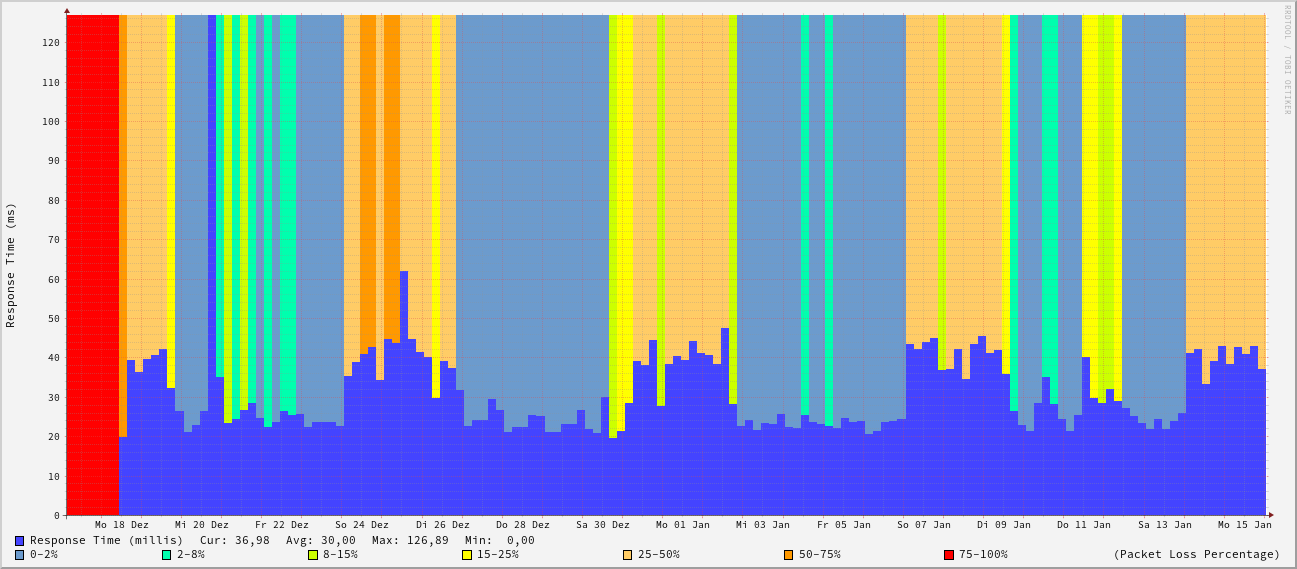 RRDTOOL / TOBI OETIKER
Response Time (ms)
120
110
100
90
80
70
60
50
40
30
20
10
0
Mo 18 Dez Mi 20 Dez Fr 22 Dez So 24 Dez Di 26 Dez Do 28 Dez Sa 30 Dez Mo 01 Jan Mi 03 Jan Fr 05 Jan So 07 Jan Di 09 Jan Do 11 Jan Sa 13 Jan Mo 15 Jan
Response Time (millis) Cur: 36,98 Avg: 30,00 Max: 126,89 Min: 0,00
0-2% 2-8% 8-15% 15-25% 25-50% 50-75% 75-100% (Packet Loss Percentage)